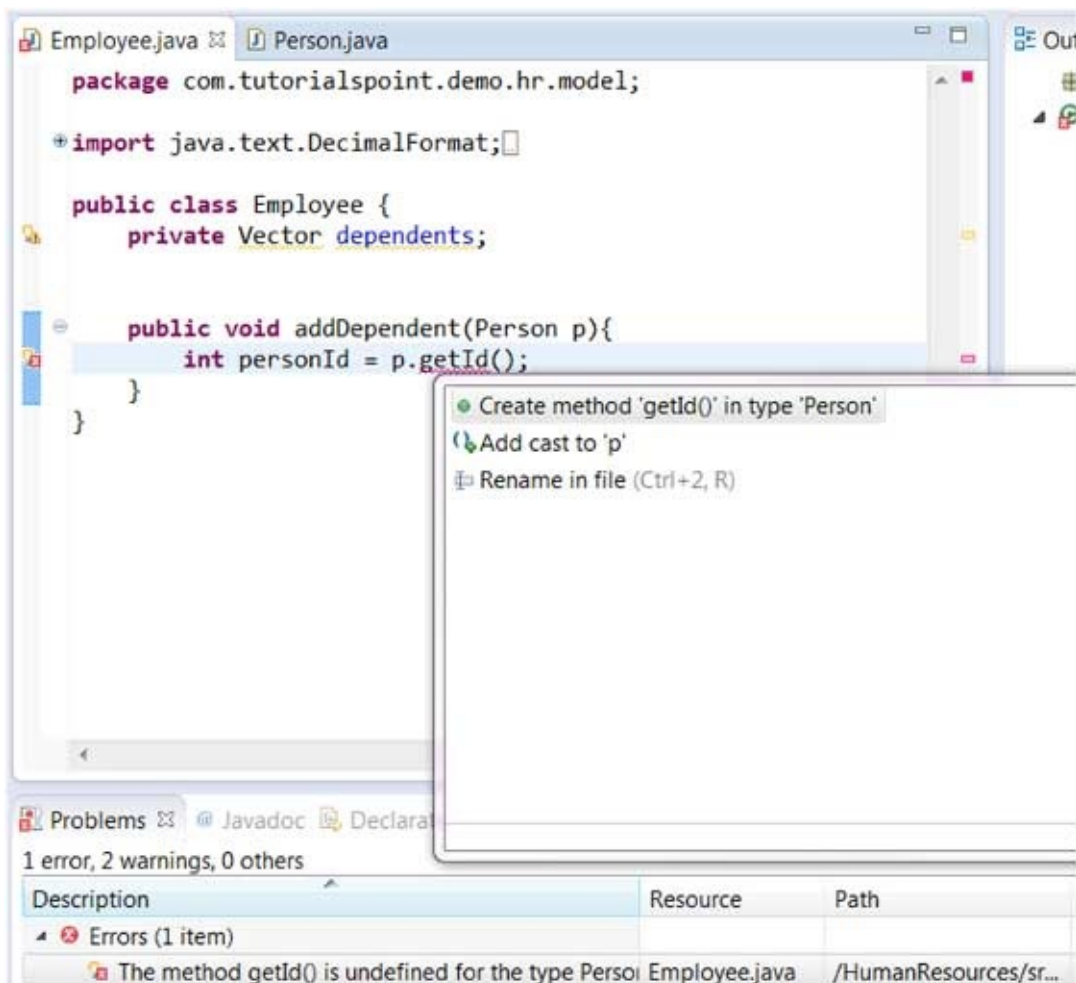 Employee.java Person.java
Out
package com.tutorialspoint.demo.hr.model;
import java.text.DecimalFormat;
public class Employee {
private Vector dependents;
public void addDependent(Person p){
int personId = p.getId();
}
}
Create method 'getId()' in type 'Person'
Add cast to 'p'
Rename in file (Ctrl+2, R)
Problems Javadoc Declarat
1 error, 2 warnings, 0 others
Description Resource Path
Errors (1 item)
The method getId() is undefined for the type Perso Employee.java /HumanResources/sr...